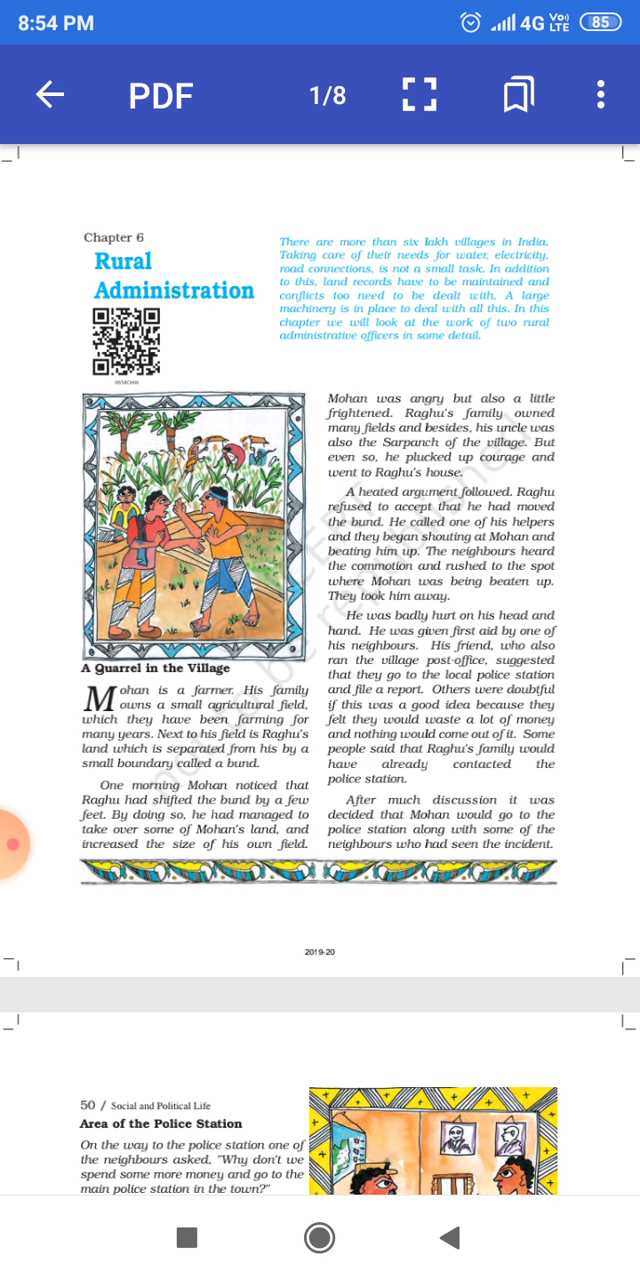 8:54 PM
4G
Vo))
LTE
85
PDF
1/8
Chapter 6
Rural
Administration
There are more than six lakh villages in India.
Taking care of their needs for water, electricity,
road connections, is not a small task. In addition
to this, land records have to be maintained and
conflicts too need to be dealt with. A large
machinery is in place to deal with all this. In this
chapter we will look at the work of two rural
administrative officers in some detail.
A Quarrel in the Village
Mohan is a farmer. His family
owns a small agricultural field,
which they have been farming for
many years. Next to his field is Raghu's
land which is separated from his by a
small boundary called a bund.
One morning Mohan noticed that
Raghu had shifted the bund by a few
feet. By doing so, he had managed to
take over some of Mohan's land, and
increased the size of his own field.
Mohan was angry but also a little
frightened. Raghu's family owned
many fields and besides, his uncle was
also the Sarpanch of the village. But
even so, he plucked up courage and
went to Raghu's house.
A heated argument followed. Raghu
refused to accept that he had moved
the bund. He called one of his helpers
and they began shouting at Mohan and
beating him up. The neighbours heard
the commotion and rushed to the spot
where Mohan was being beaten up.
They took him away.
He was badly hurt on his head and
hand. He was given first aid by one of
his neighbours. His friend, who also
ran the village post-office, suggested
that they go to the local police station
and file a report. Others were doubtful
if this was a good idea because they
felt they would waste a lot of money
and nothing would come out of it. Some
people said that Raghu's family would
have already contacted the
police station.
After much discussion it was
decided that Mohan would go to the
police station along with some of the
neighbours who had seen the incident.
2019-20
50 / Social and Political Life
Area of the Police Station
On the way to the police station one of
the neighbours asked, "Why don't we
spend some more money and go to the
main police station in the town?"